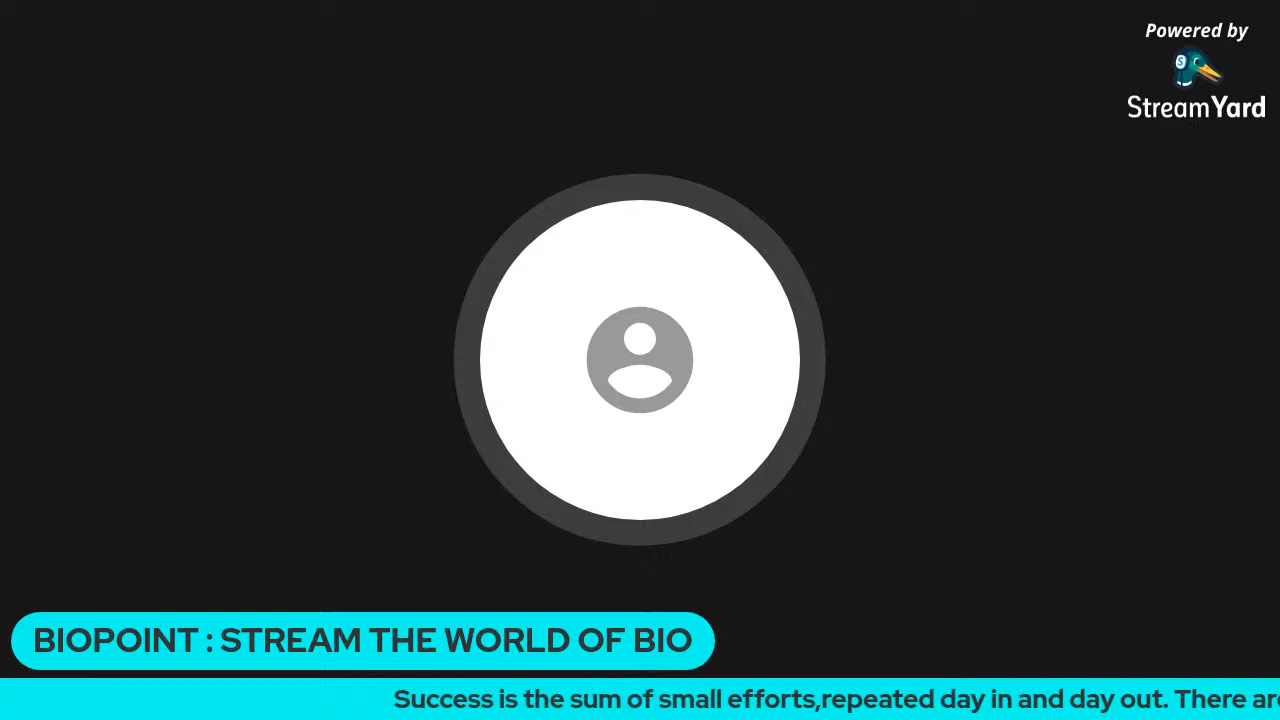 Powered by
S
StreamYard
BIOPOINT : STREAM THE WORLD OF BIO
Success is the sum of small efforts,repeated day in and day out. There